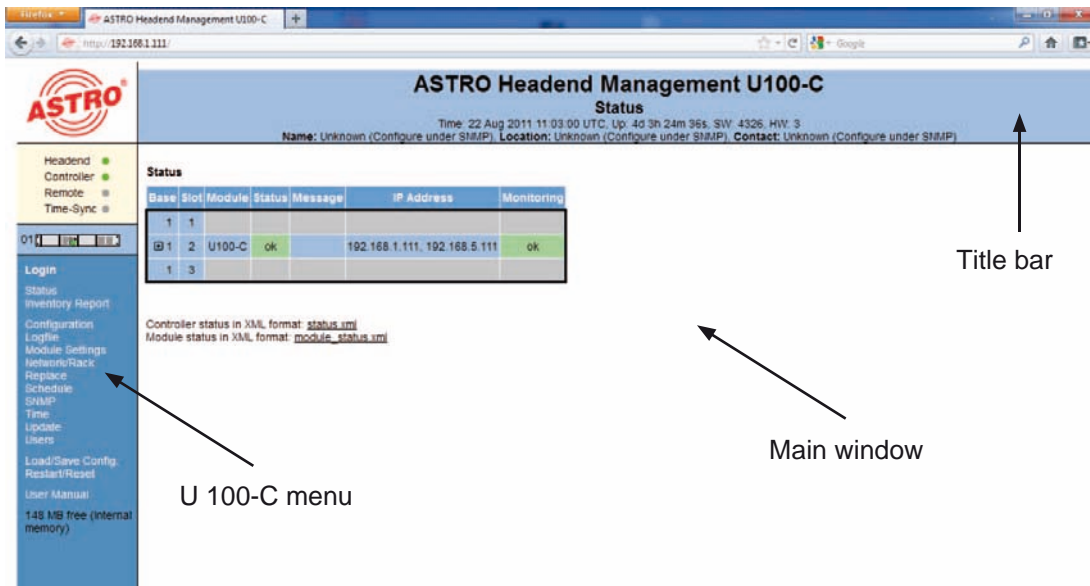 Firefox
ASTRO Headend Management U100-C
+
http://192.168.1.111/
Google
ASTRO
ASTRO Headend Management U100-C
Status
Time: 22 Aug 2011 11:03:00 UTC, Up: 4d 3h 24m 36s, SW: 4326, HW: 3
Name: Unknown (Configure under SNMP), Location: Unknown (Configure under SNMP), Contact: Unknown (Configure under SNMP)
Headend
Controller
Remote
Time-Sync
01
Login
Status
Inventory Report
Configuration
Logfile
Module Settings
Network/Rack
Replace
Schedule
SNMP
Time
Update
Users
Load/Save Config.
Restart/Reset
User Manual
148 MB free (Internal memory)
Status
Base Slot Module Status Message IP Address Monitoring
1 1
1 2 U100-C ok 192.168.1.111, 192.168.5.111 ok
1 3
Controller status in XML format: status.xml
Module status in XML format: module_status.xml
Title bar
Main window
U 100-C menu